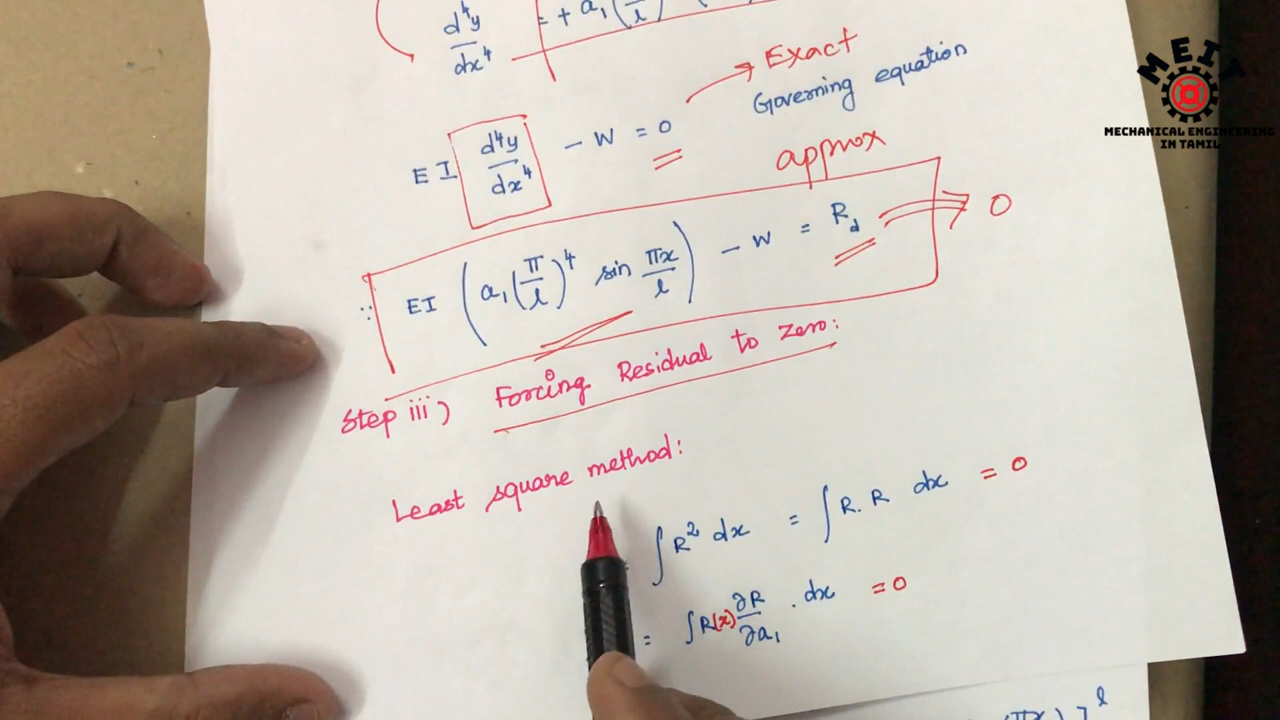 d⁴y/dx⁴ = + a₁(π/l)
EI d⁴y/dx⁴ - W = 0
Exact
Governing equation
approx
∴ EI (a₁(π/l)⁴ sin πx/l) - W = R_d ⇒ 0
Step iii) Forcing Residual to Zero:
Least square method:
∫R² dx = ∫R.R dx = 0
= ∫R(x) ∂R/∂a₁ . dx = 0
MEIT
MECHANICAL ENGINEERING
IN TAMIL